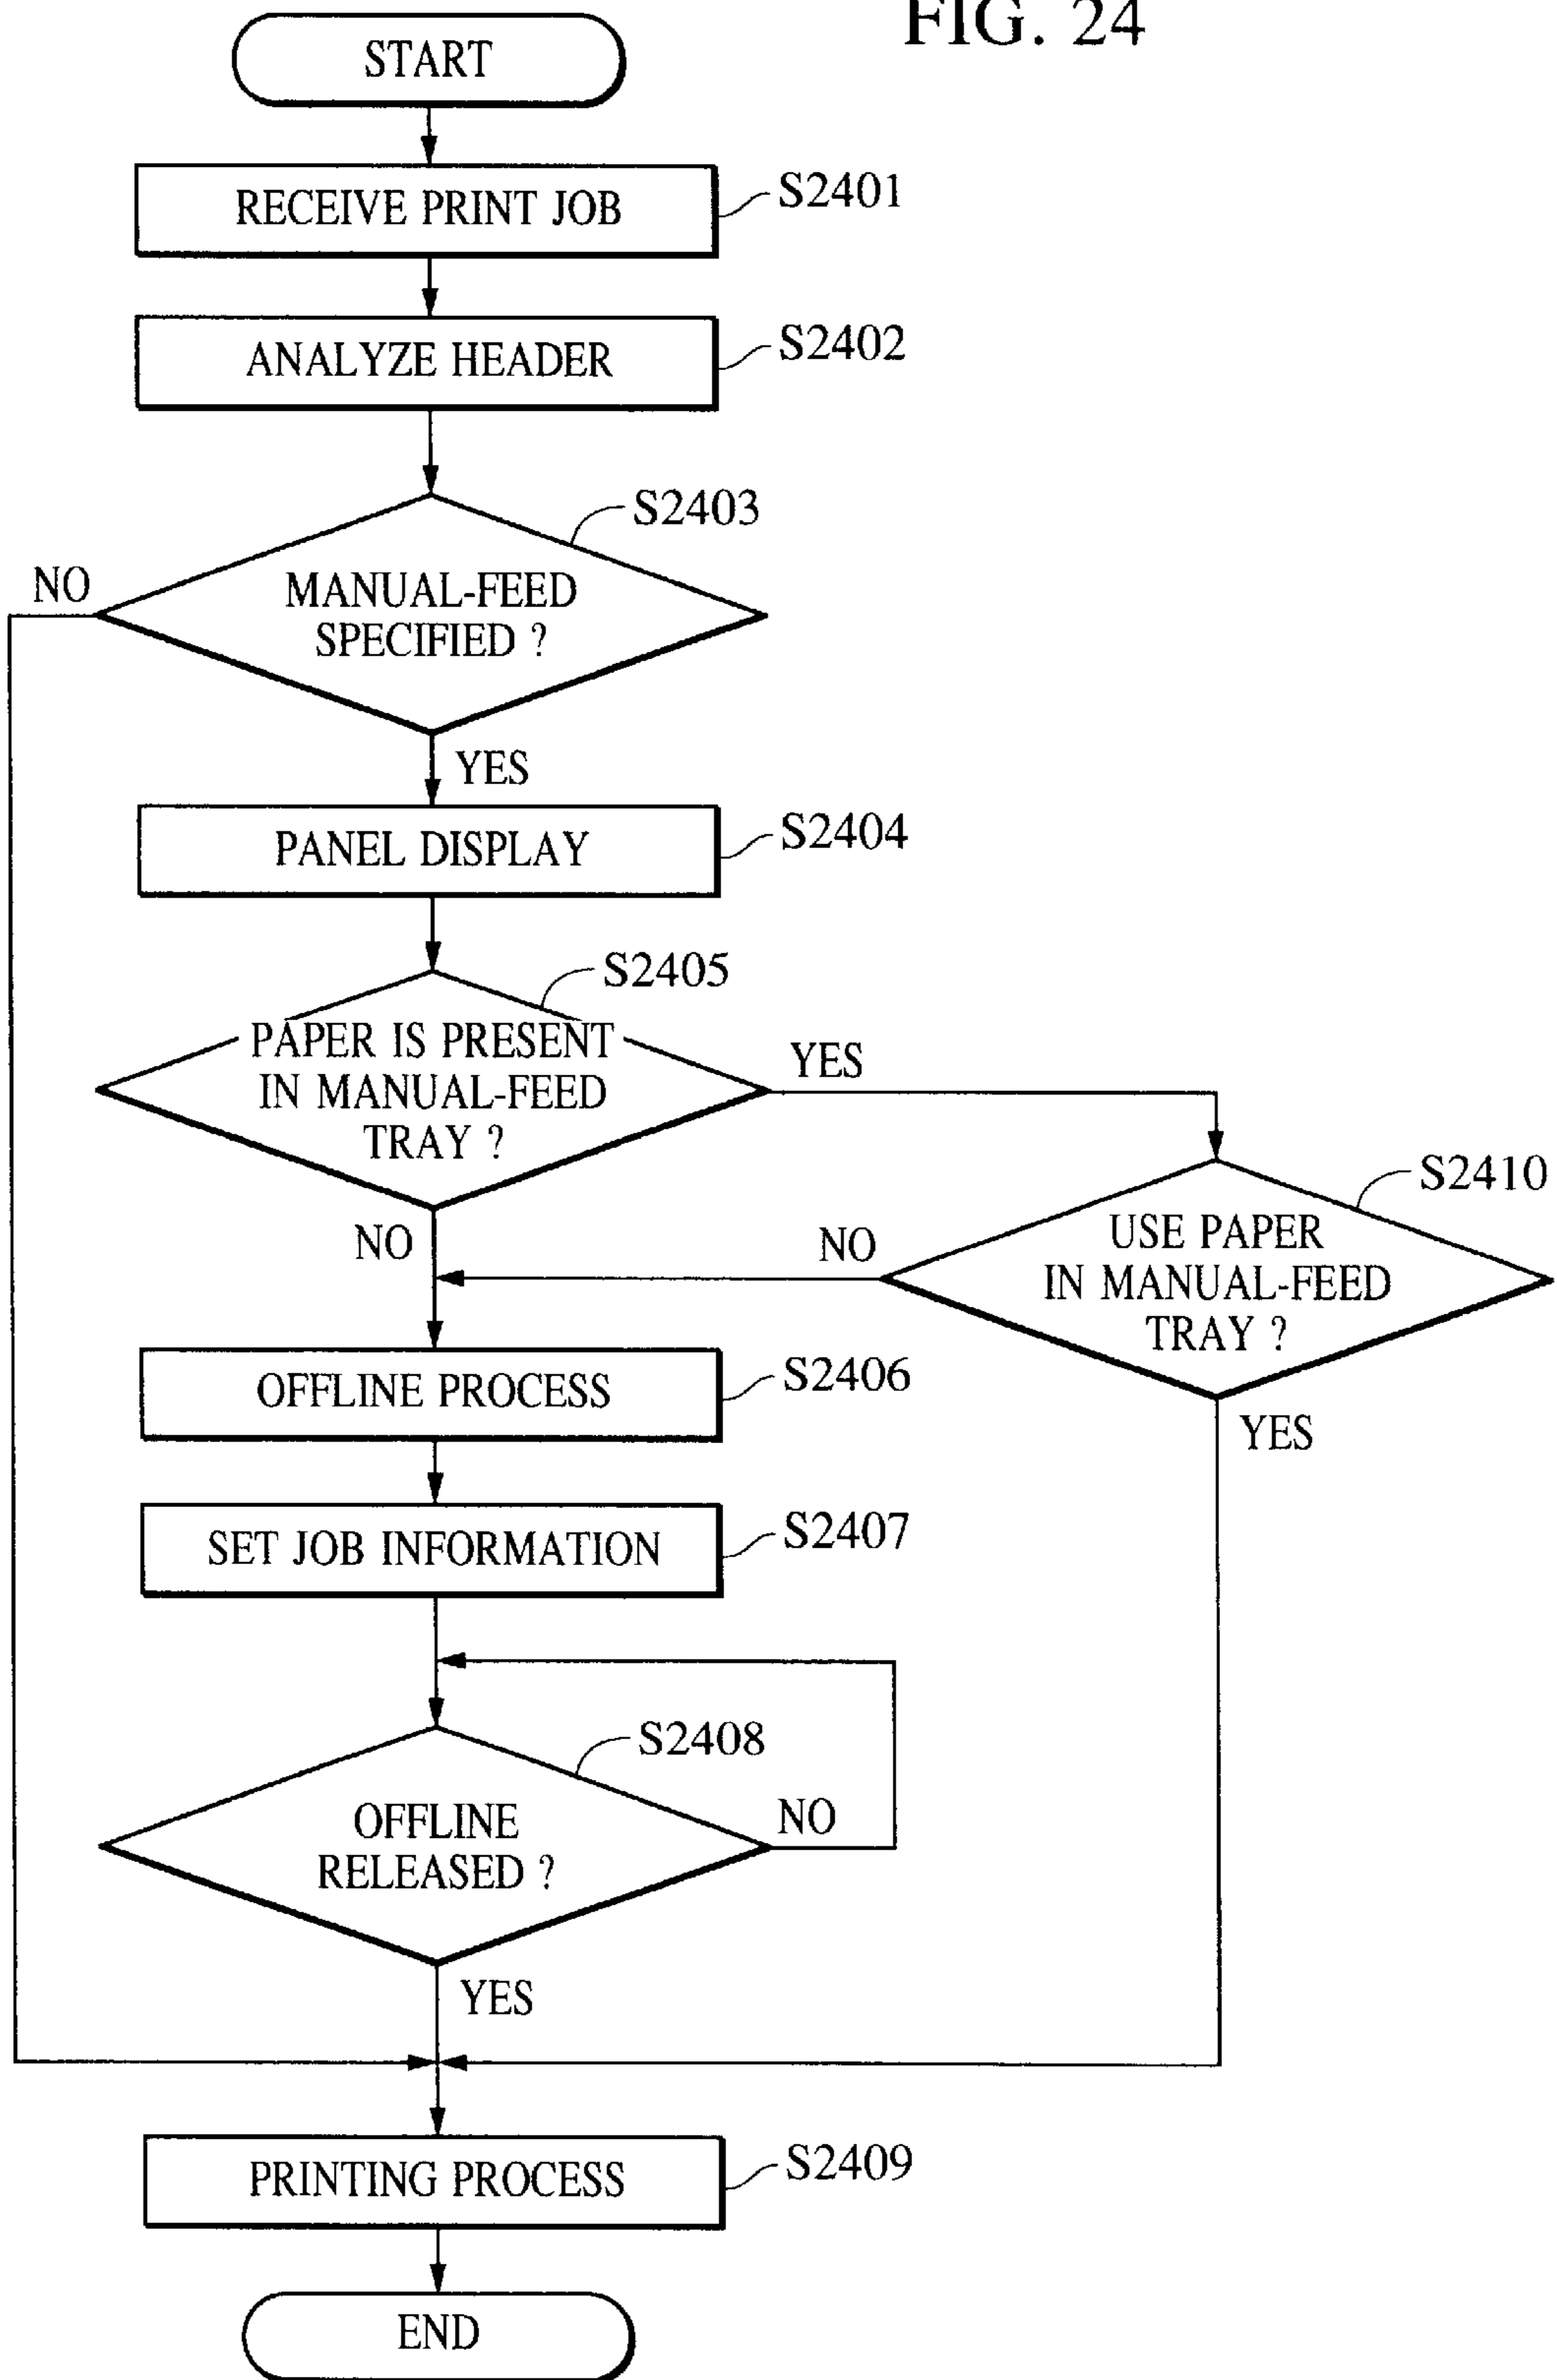 FIG. 24
START
RECEIVE PRINT JOB
S2401
ANALYZE HEADER
S2402
S2403
NO
MANUAL-FEED
SPECIFIED ?
YES
PANEL DISPLAY
S2404
S2405
PAPER IS PRESENT
IN MANUAL-FEED
TRAY ?
YES
S2410
NO
NO
USE PAPER
IN MANUAL-FEED
TRAY ?
YES
OFFLINE PROCESS
S2406
SET JOB INFORMATION
S2407
S2408
OFFLINE
RELEASED ?
NO
YES
PRINTING PROCESS
S2409
END